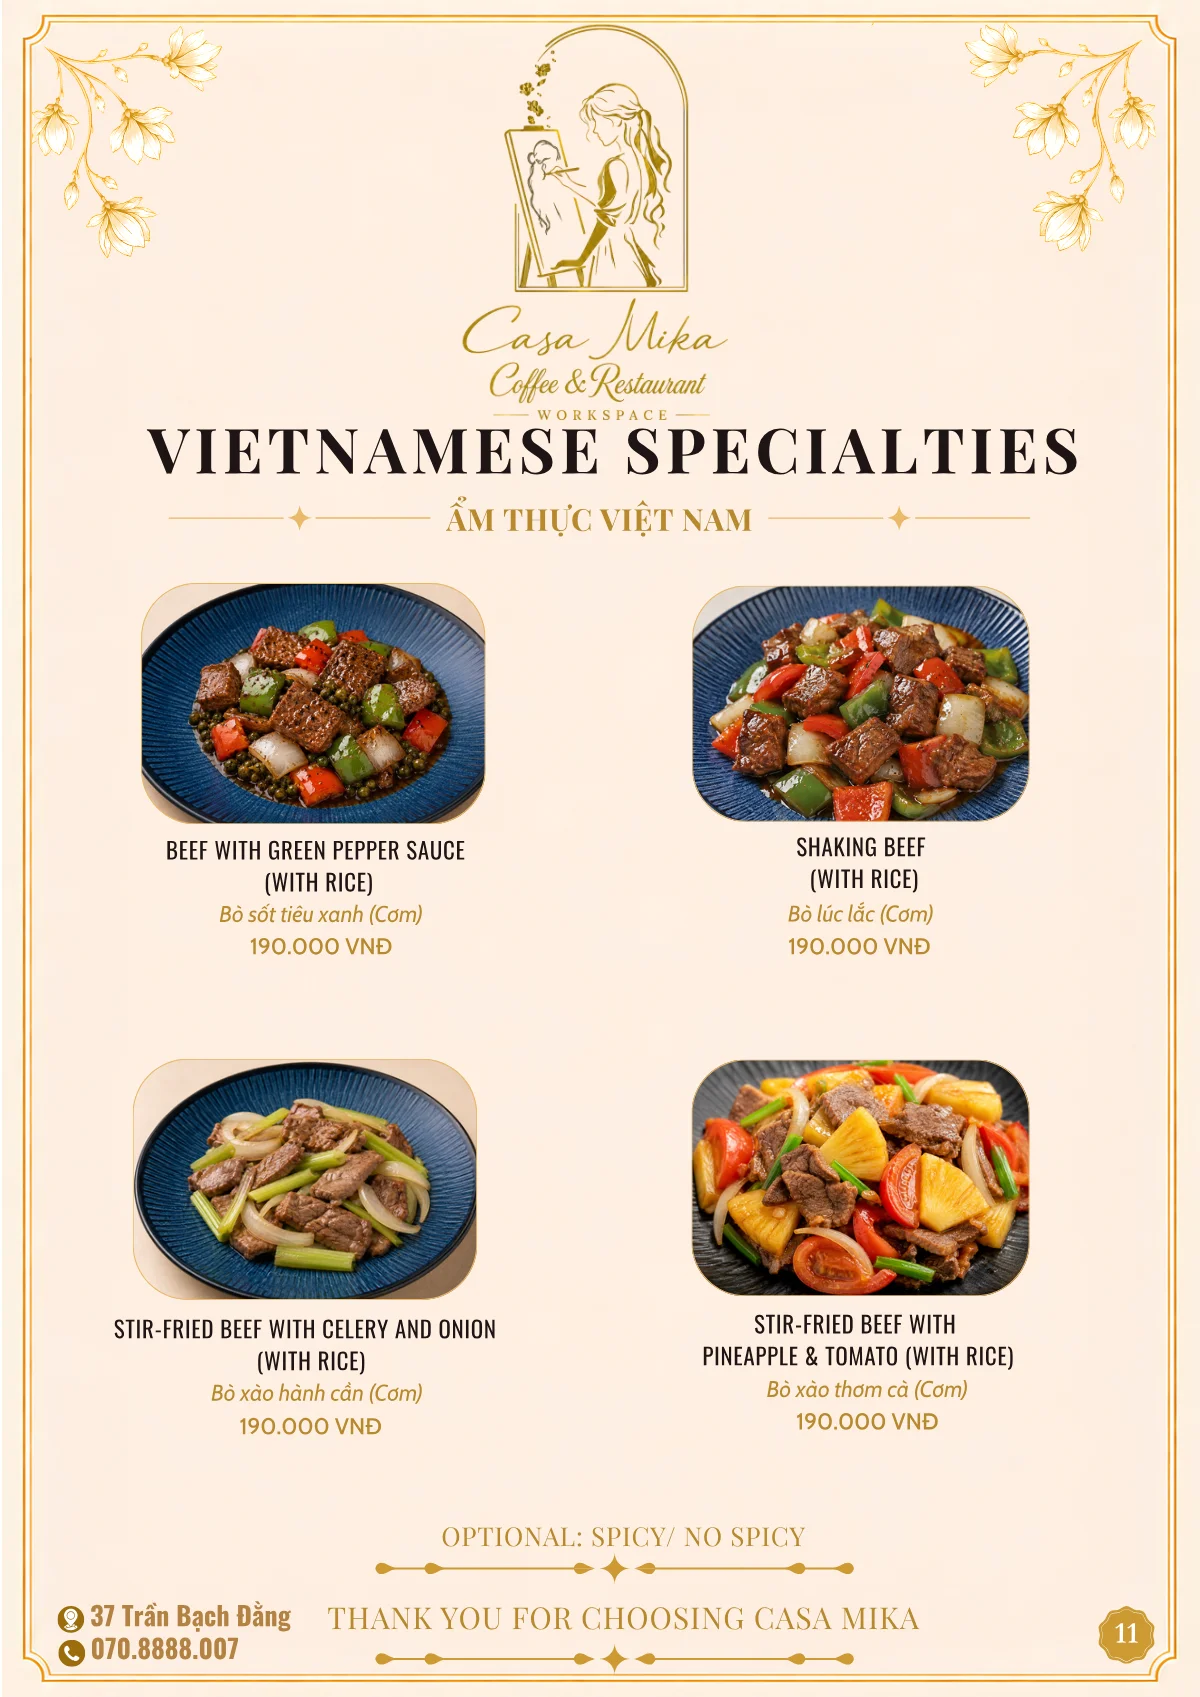 Casa Mika
Coffee & Restaurant
WORKSPACE
VIETNAMESE SPECIALTIES
ẨM THỰC VIỆT NAM
BEEF WITH GREEN PEPPER SAUCE
(WITH RICE)
Bò sốt tiêu xanh (Cơm)
190.000 VNĐ
SHAKING BEEF
(WITH RICE)
Bò lúc lắc (Cơm)
190.000 VNĐ
STIR-FRIED BEEF WITH CELERY AND ONION
(WITH RICE)
Bò xào hành cần (Cơm)
190.000 VNĐ
STIR-FRIED BEEF WITH
PINEAPPLE & TOMATO (WITH RICE)
Bò xào thơm cà (Cơm)
190.000 VNĐ
OPTIONAL: SPICY/ NO SPICY
37 Trần Bạch Đằng
070.8888.007
THANK YOU FOR CHOOSING CASA MIKA
11